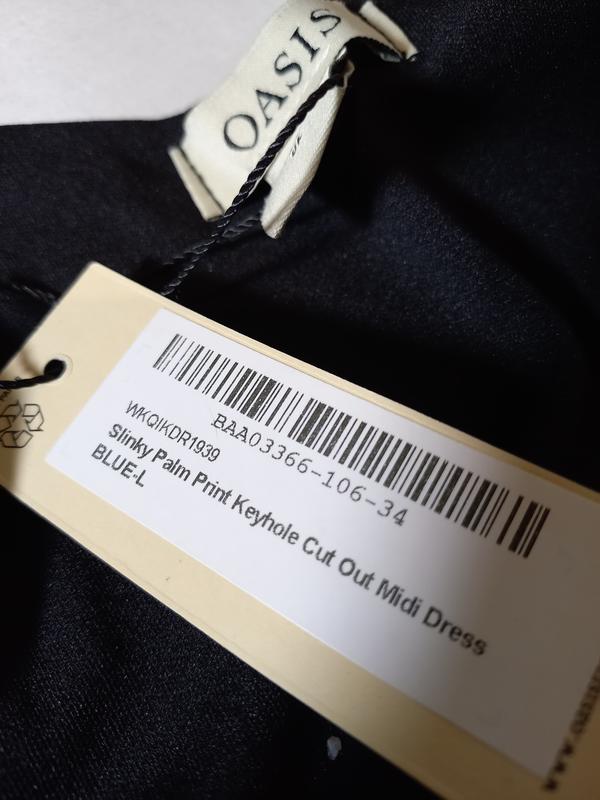 OASIS
BAA03366-106-34
WKQIKDR1939
Slinky Palm Print Keyhole Cut Out Midi Dress
BLUE-L